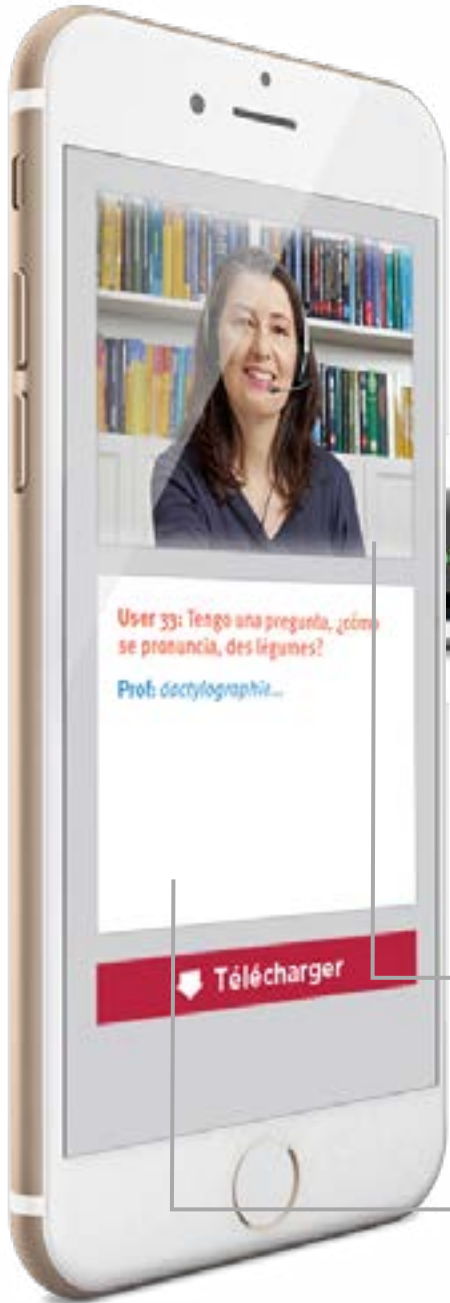 User 33: Tengo una pregunta, ¿cómo
se pronuncia, des légumes?
Prof: dactylographie...
Télécharger